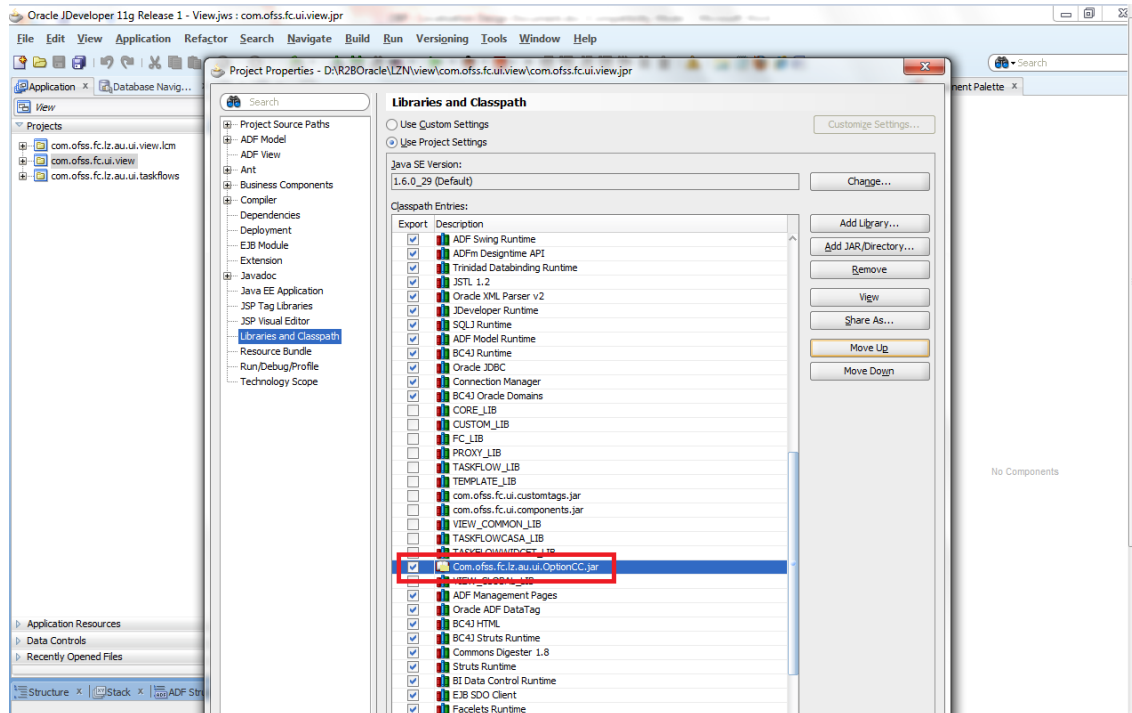 Oracle JDeveloper 11g Release 1 - View.jws : com.ofss.fc.ui.view.jpr
File Edit View Application Refactor Search Navigate Build Run Versioning Tools Window Help
Search
Application x Database Navig...
View
Projects
com.ofss.fc.lz.au.ui.view.lcm
com.ofss.fc.ui.view
com.ofss.fc.lz.au.ui.taskflows
Application Resources
Data Controls
Recently Opened Files
Structure x Stack x ADF Stru
Project Properties - D:\R2BOracle\LZN\view\com.ofss.fc.ui.view\com.ofss.fc.ui.view.jpr
Search
Project Source Paths
ADF Model
ADF View
Ant
Business Components
Compiler
Dependencies
Deployment
EJB Module
Extension
Javadoc
Java EE Application
JSP Tag Libraries
JSP Visual Editor
Libraries and Classpath
Resource Bundle
Run/Debug/Profile
Technology Scope
Libraries and Classpath
Use Custom Settings
Customize Settings...
Use Project Settings
Java SE Version:
1.6.0_29 (Default)
Change...
Classpath Entries:
Export Description
ADF Swing Runtime
ADFm Designtime API
Trinidad Databinding Runtime
JSTL 1.2
Oracle XML Parser v2
JDeveloper Runtime
SQLJ Runtime
ADF Model Runtime
BC4J Runtime
Oracle JDBC
Connection Manager
BC4J Oracle Domains
CORE_LIB
CUSTOM_LIB
FC_LIB
PROXY_LIB
TASKFLOW_LIB
TEMPLATE_LIB
com.ofss.fc.ui.customtags.jar
com.ofss.fc.ui.components.jar
VIEW_COMMON_LIB
TASKFLOWCASA_LIB
TASKFLOWWIDGET_LIB
Com.ofss.fc.lz.au.ui.OptionCC.jar
VIEW_GLOBAL_LIB
ADF Management Pages
Oracle ADF DataTag
BC4J HTML
BC4J Struts Runtime
Commons Digester 1.8
Struts Runtime
BI Data Control Runtime
EJB SDO Client
Facelets Runtime
Add Library...
Add JAR/Directory...
Remove
View
Share As...
Move Up
Move Down
nent Palette x
No Components